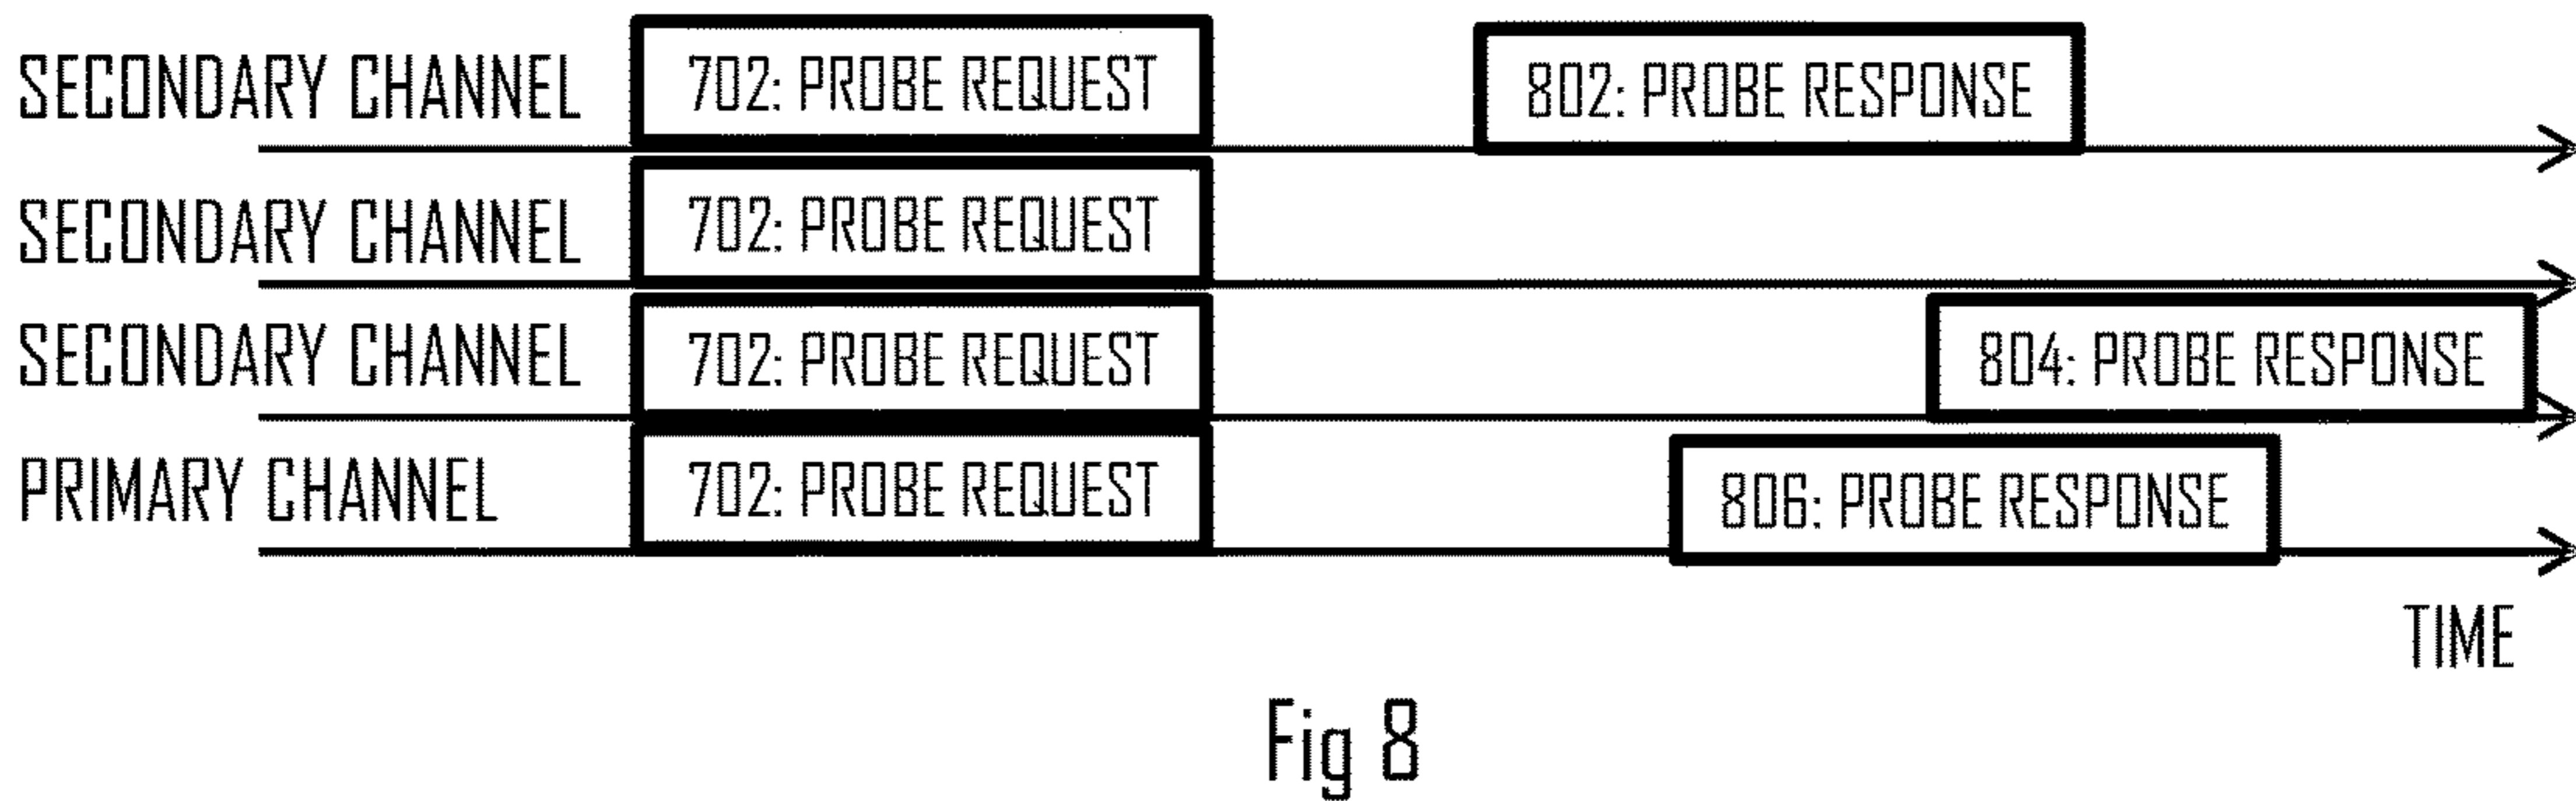 SECONDARY CHANNEL 702: PROBE REQUEST 802: PROBE RESPONSE
SECONDARY CHANNEL 702: PROBE REQUEST
SECONDARY CHANNEL 702: PROBE REQUEST 804: PROBE RESPONSE
PRIMARY CHANNEL 702: PROBE REQUEST 806: PROBE RESPONSE
TIME
Fig 8